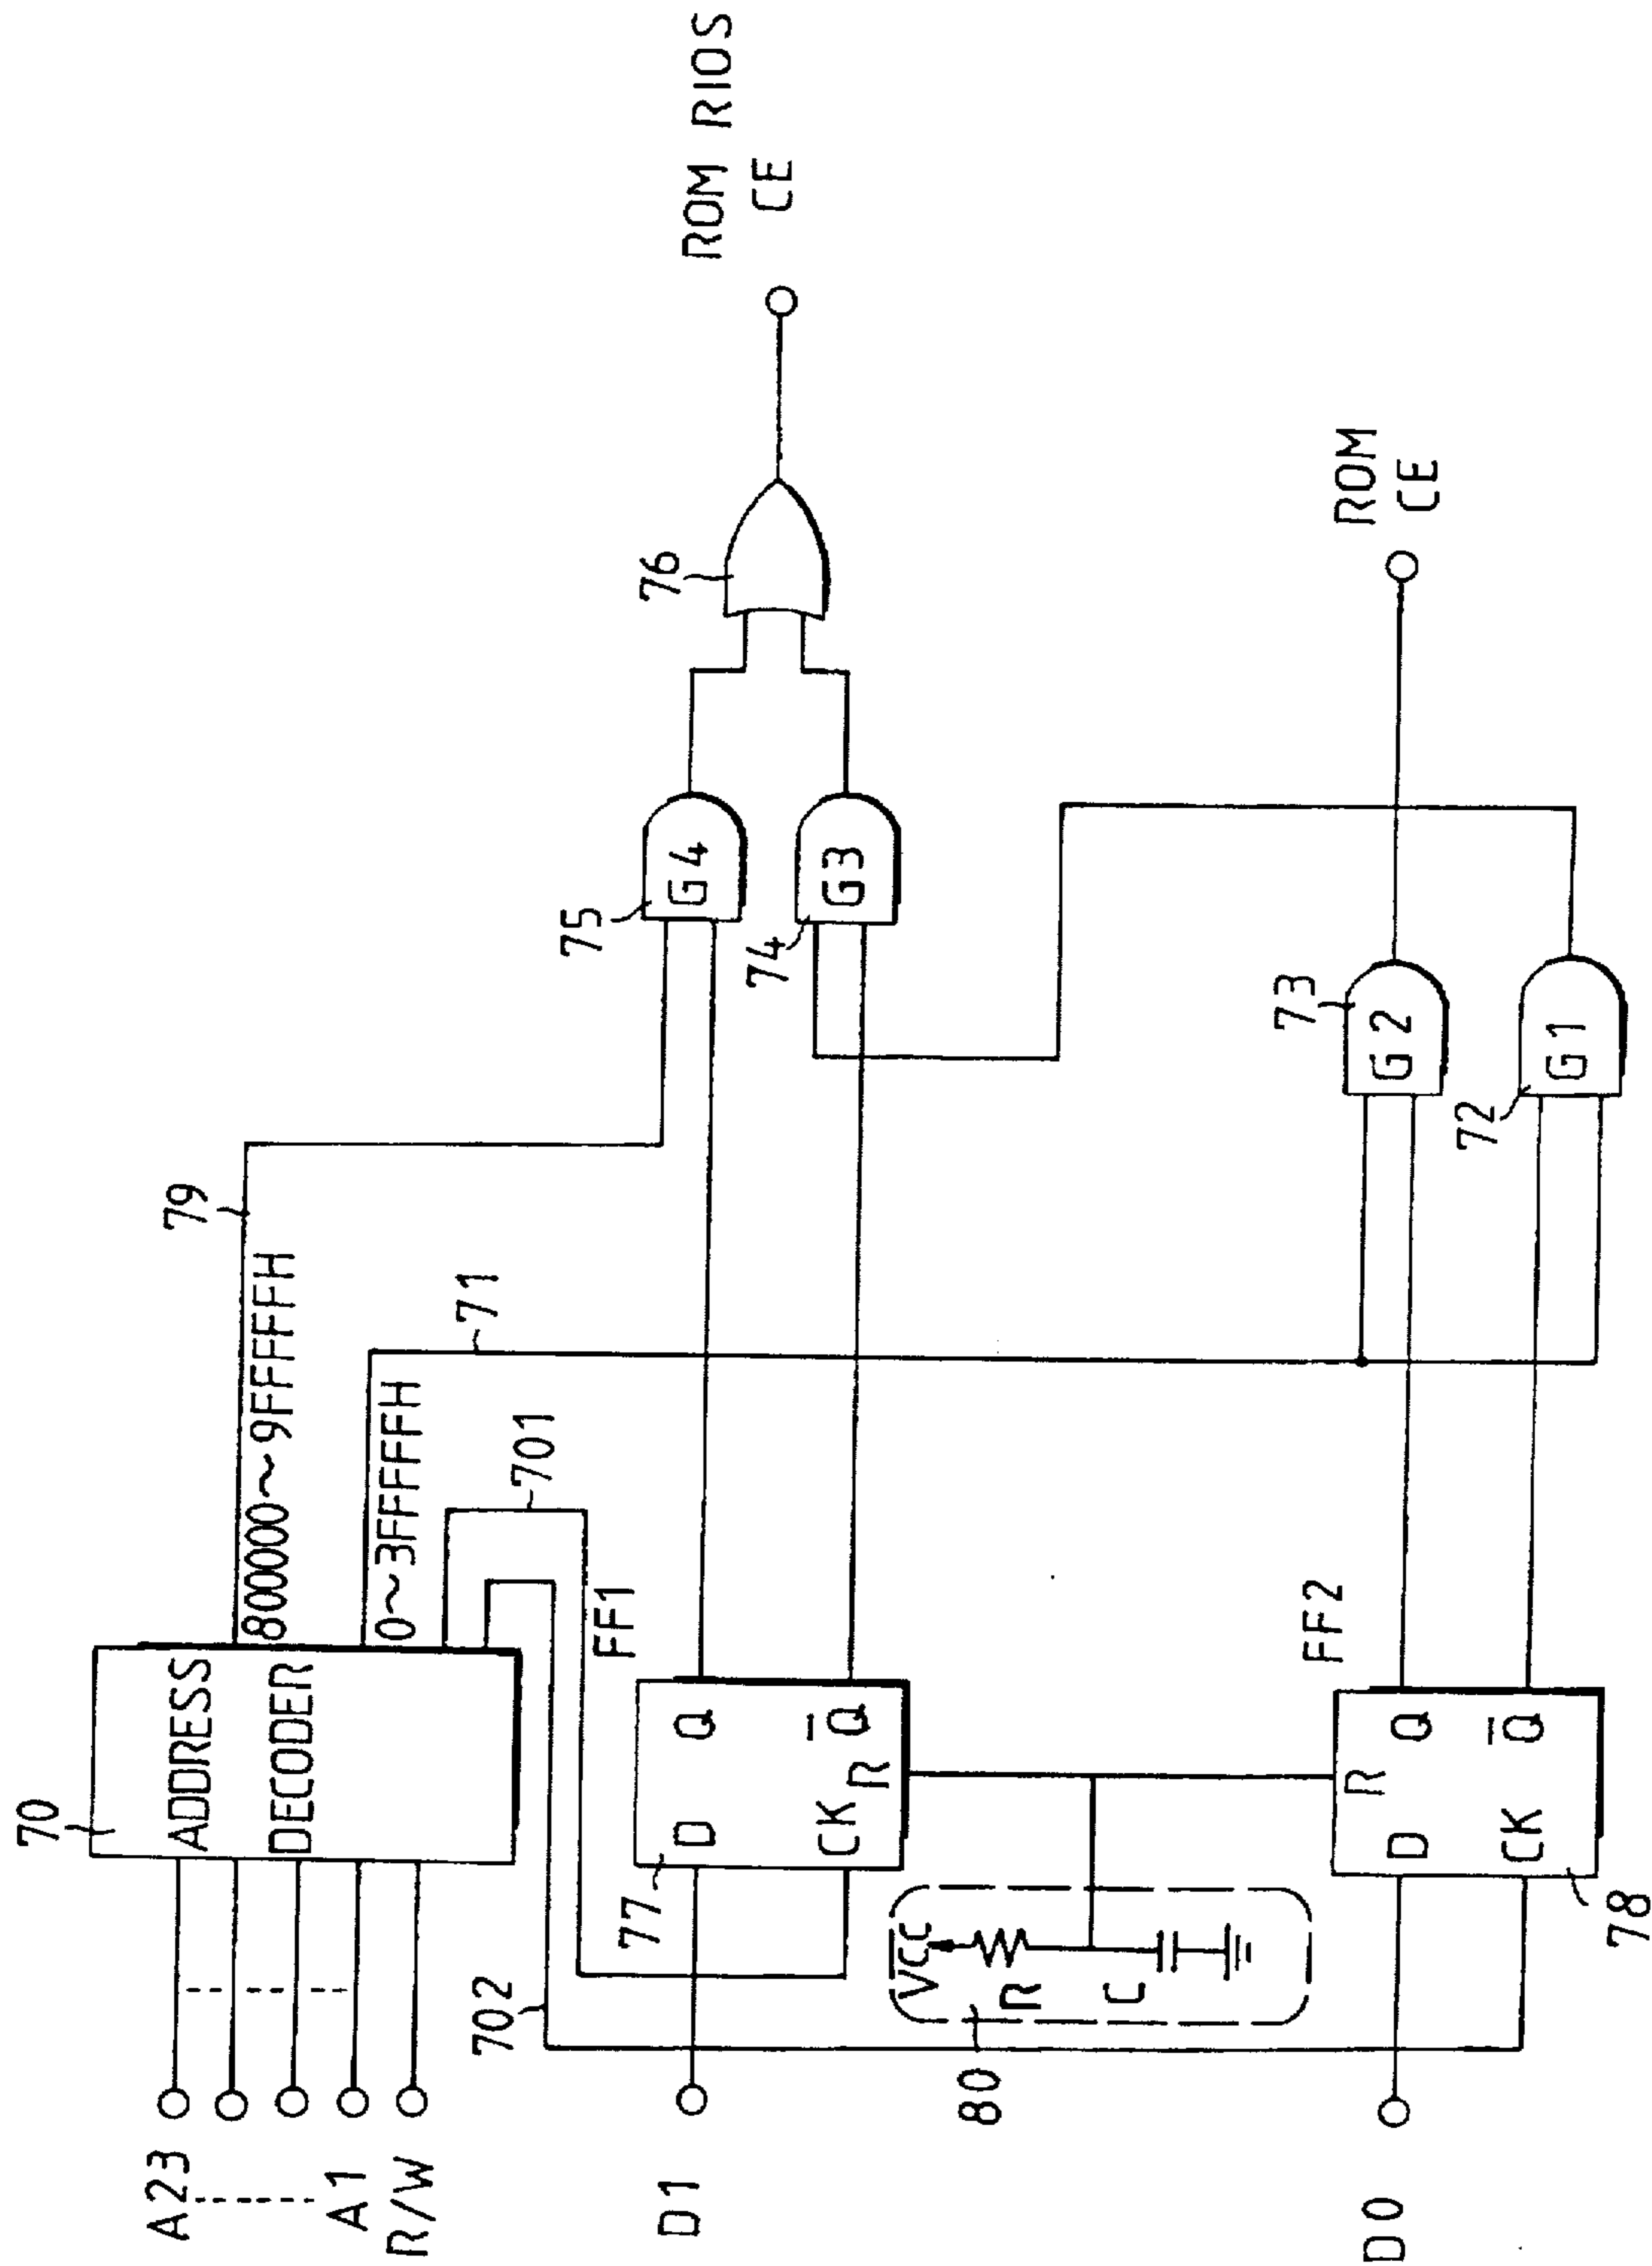 A23
A1
R/W
70
ADDRESS
DECODER
79
800000~9FFFFFH
71
0~3FFFFFH
701
702
D1
77
D
Q
CK
Q̅
R
FF1
75
G4
74
G3
76
ROM RIOS
CE
80
VCC
R
C
D0
78
D
R
Q
CK
Q̅
FF2
73
G2
72
G1
ROM
CE